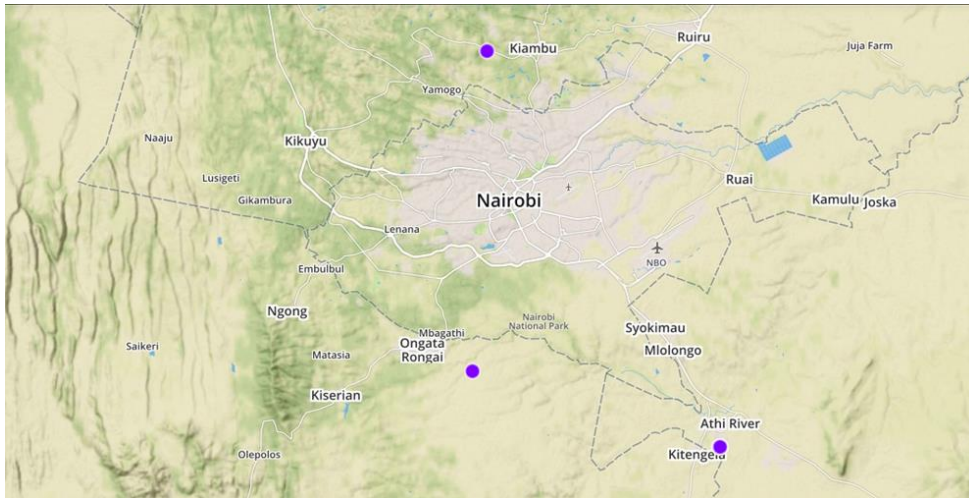 Ruiru
Kiambu
Juja Farm
Yamogo
Naaju
Kikuyu
Lusigeti
Ruai
Gikambura
Nairobi
Kamulu
Joska
Lenana
NBO
Embulbul
Ngong
Nairobi
National Park
Syokimau
Mbagathi
Ongata
Rongai
Saikeri
Matasia
Mlolongo
Kiserian
Athi River
Olepolos
Kitengela